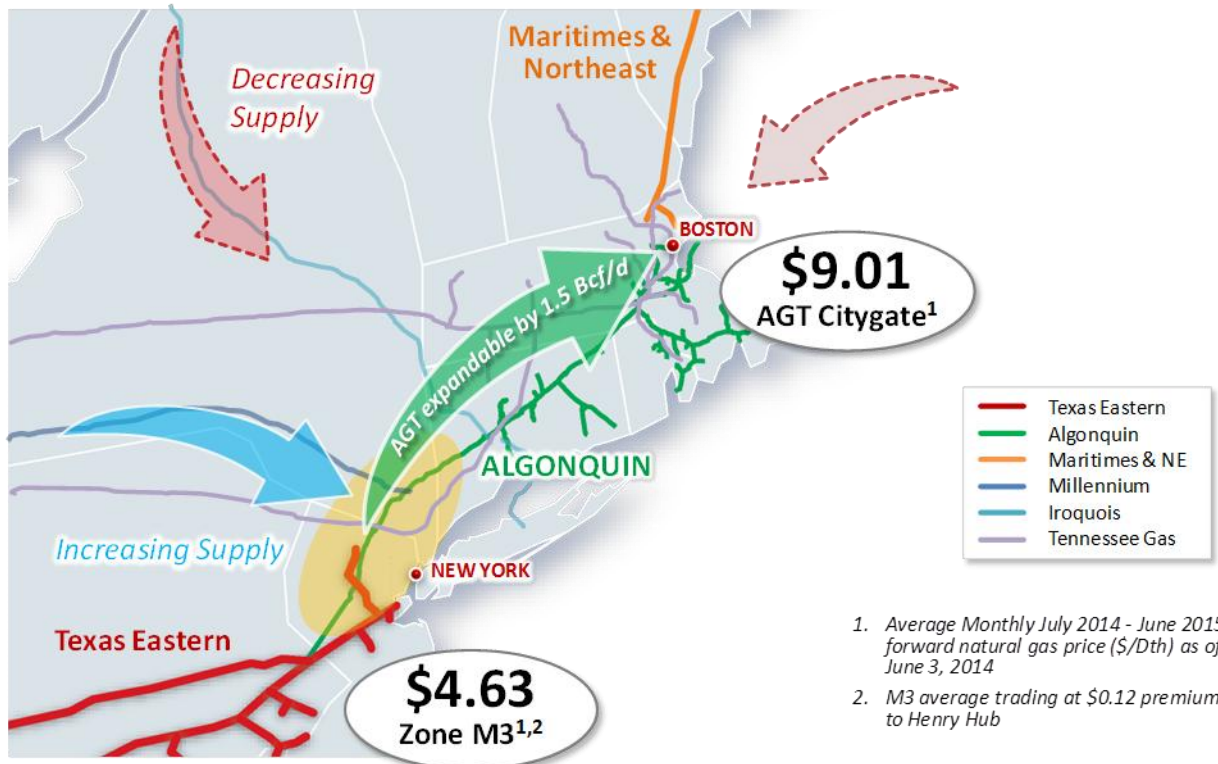 Maritimes &
Northeast
Decreasing
Supply
BOSTON
$9.01
AGT Citygate1
AGT expandable by 1.5 Bcf/d
ALGONQUIN
Increasing Supply
NEW YORK
Texas Eastern
$4.63
Zone M31,2
Texas Eastern
Algonquin
Maritimes & NE
Millennium
Iroquois
Tennessee Gas
1. Average Monthly July 2014 - June 2015
forward natural gas price ($/Dth) as of
June 3, 2014
2. M3 average trading at $0.12 premium
to Henry Hub